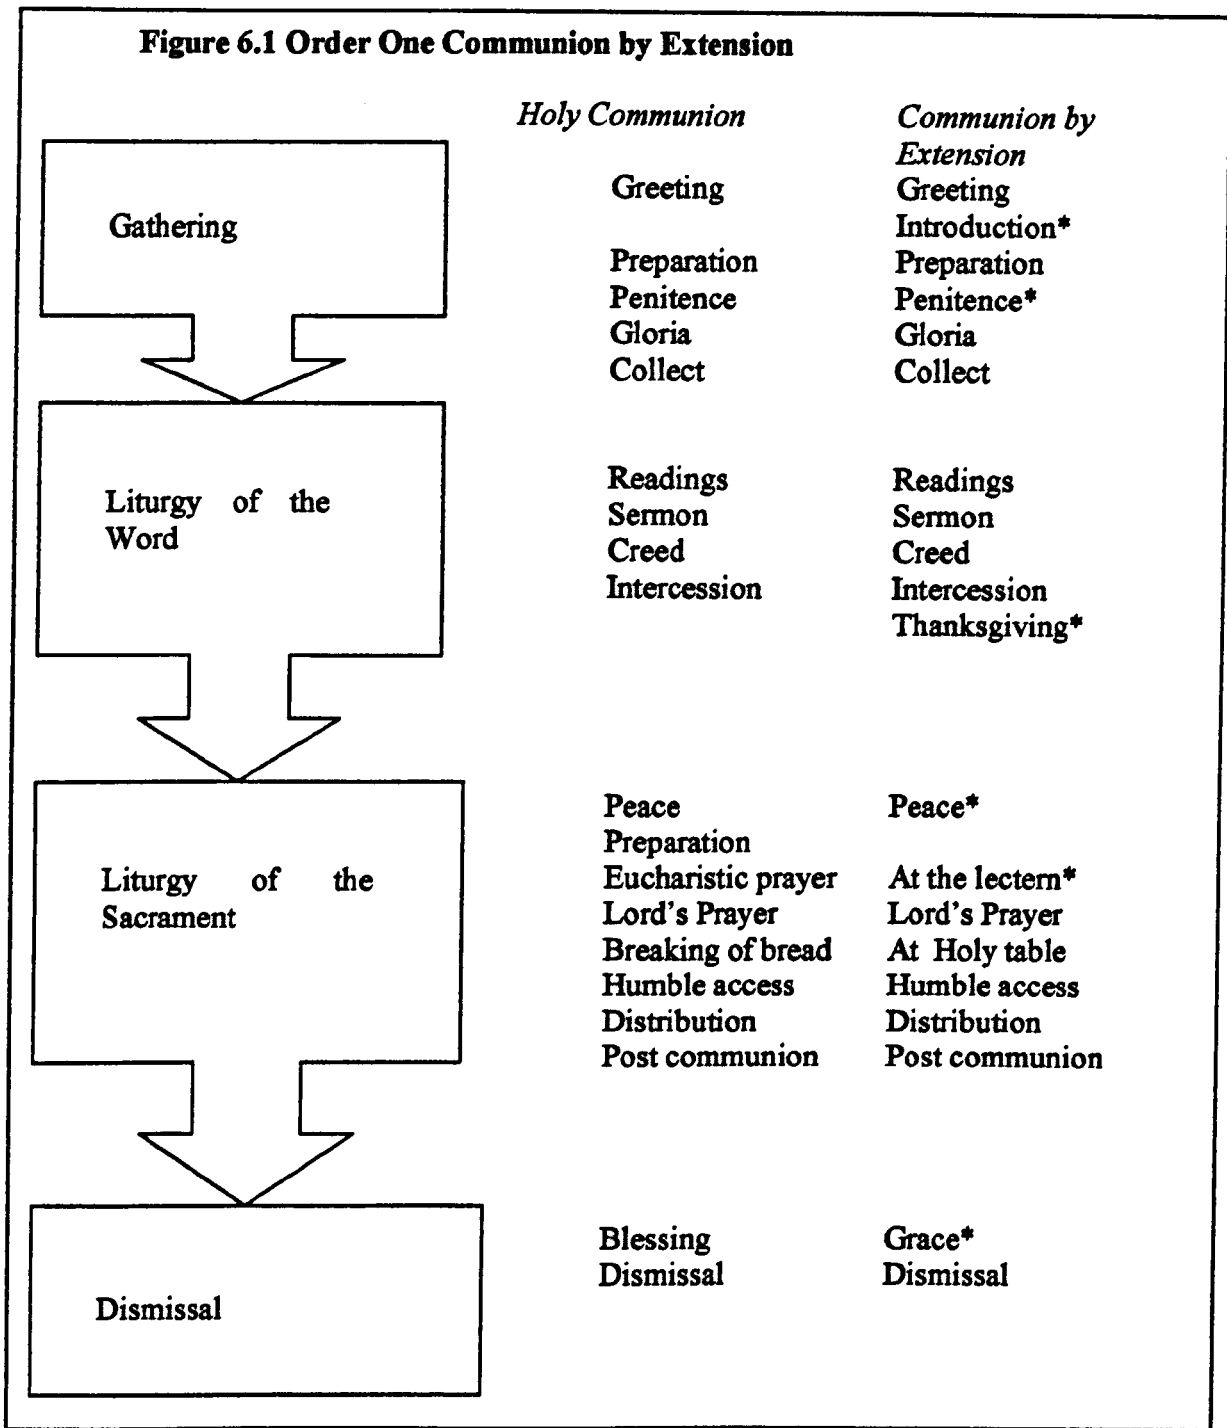 Figure 6.1 Order One Communion by Extension
Holy Communion Communion by
Extension
Gathering
Greeting Greeting
Introduction*
Preparation Preparation
Penitence Penitence*
Gloria Gloria
Collect Collect
Liturgy of the
Word
Readings Readings
Sermon Sermon
Creed Creed
Intercession Intercession
Thanksgiving*
Liturgy of the
Sacrament
Peace Peace*
Preparation
Eucharistic prayer At the lectern*
Lord's Prayer Lord's Prayer
Breaking of bread At Holy table
Humble access Humble access
Distribution Distribution
Post communion Post communion
Dismissal
Blessing Grace*
Dismissal Dismissal